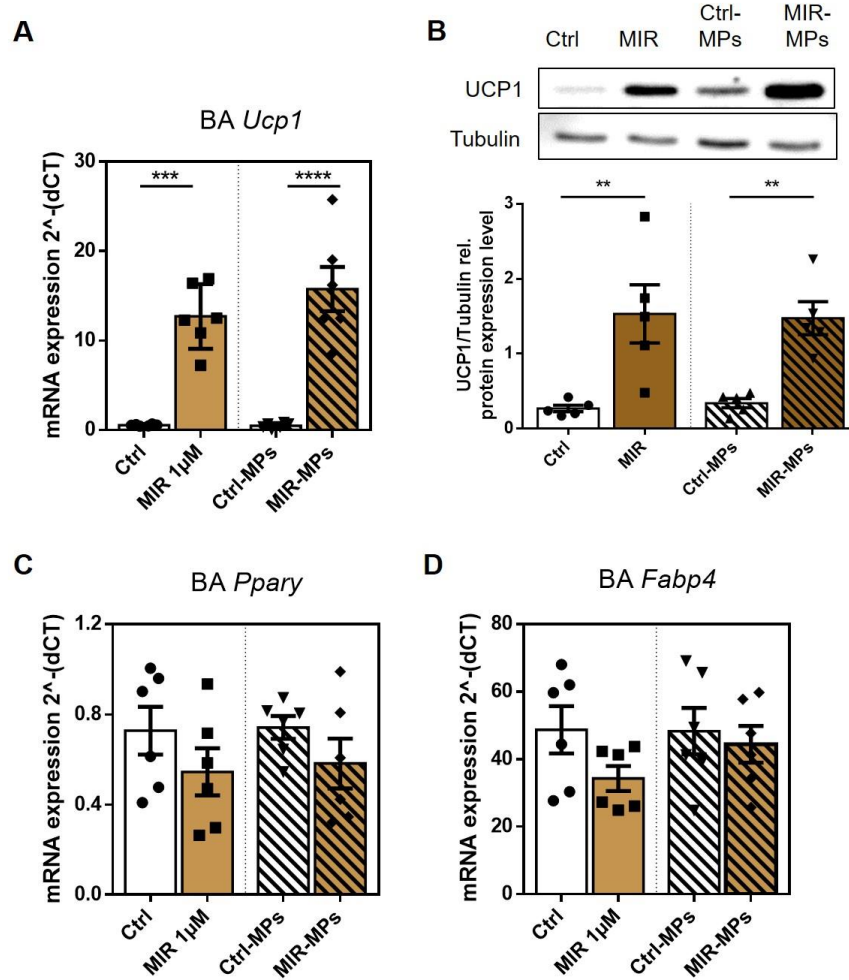 A
BA Ucp1
mRNA expression 2^-(dCT)
30
20
10
0
***
****
Ctrl
MIR 1µM
Ctrl-MPs
MIR-MPs
B
Ctrl
MIR
Ctrl-
MPs
MIR-
MPs
UCP1
Tubulin
UCP1/Tubulin rel.
protein expression level
3
2
1
0
**
**
Ctrl
MIR
Ctrl-MPs
MIR-MPs
C
BA Ppary
mRNA expression 2^-(dCT)
1.2
0.8
0.4
0.0
Ctrl
MIR 1µM
Ctrl-MPs
MIR-MPs
D
BA Fabp4
mRNA expression 2^-(dCT)
80
60
40
20
0
Ctrl
MIR 1µM
Ctrl-MPs
MIR-MPs